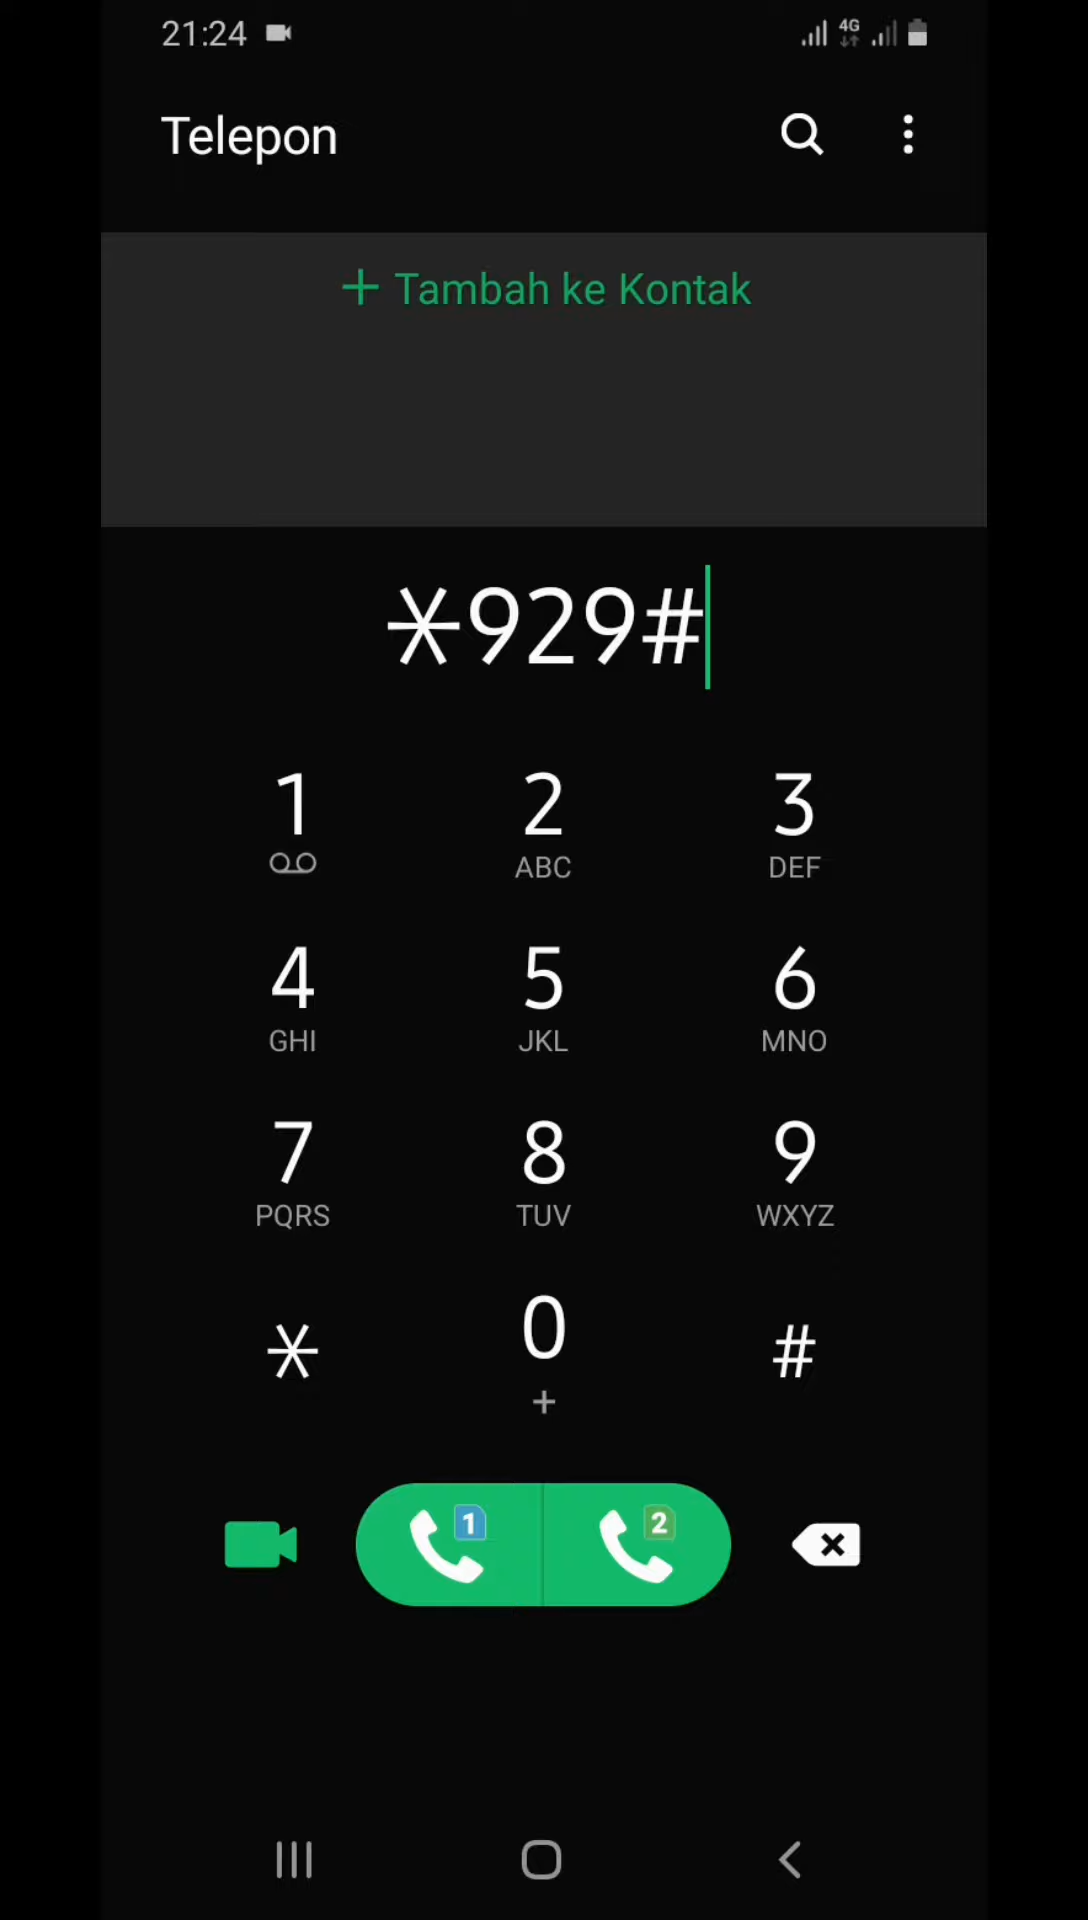 21:24
4G
Telepon
+ Tambah ke Kontak
*929#
1 2 3
ABC DEF
4 5 6
GHI JKL MNO
7 8 9
PQRS TUV WXYZ
* 0 #
+
1 2